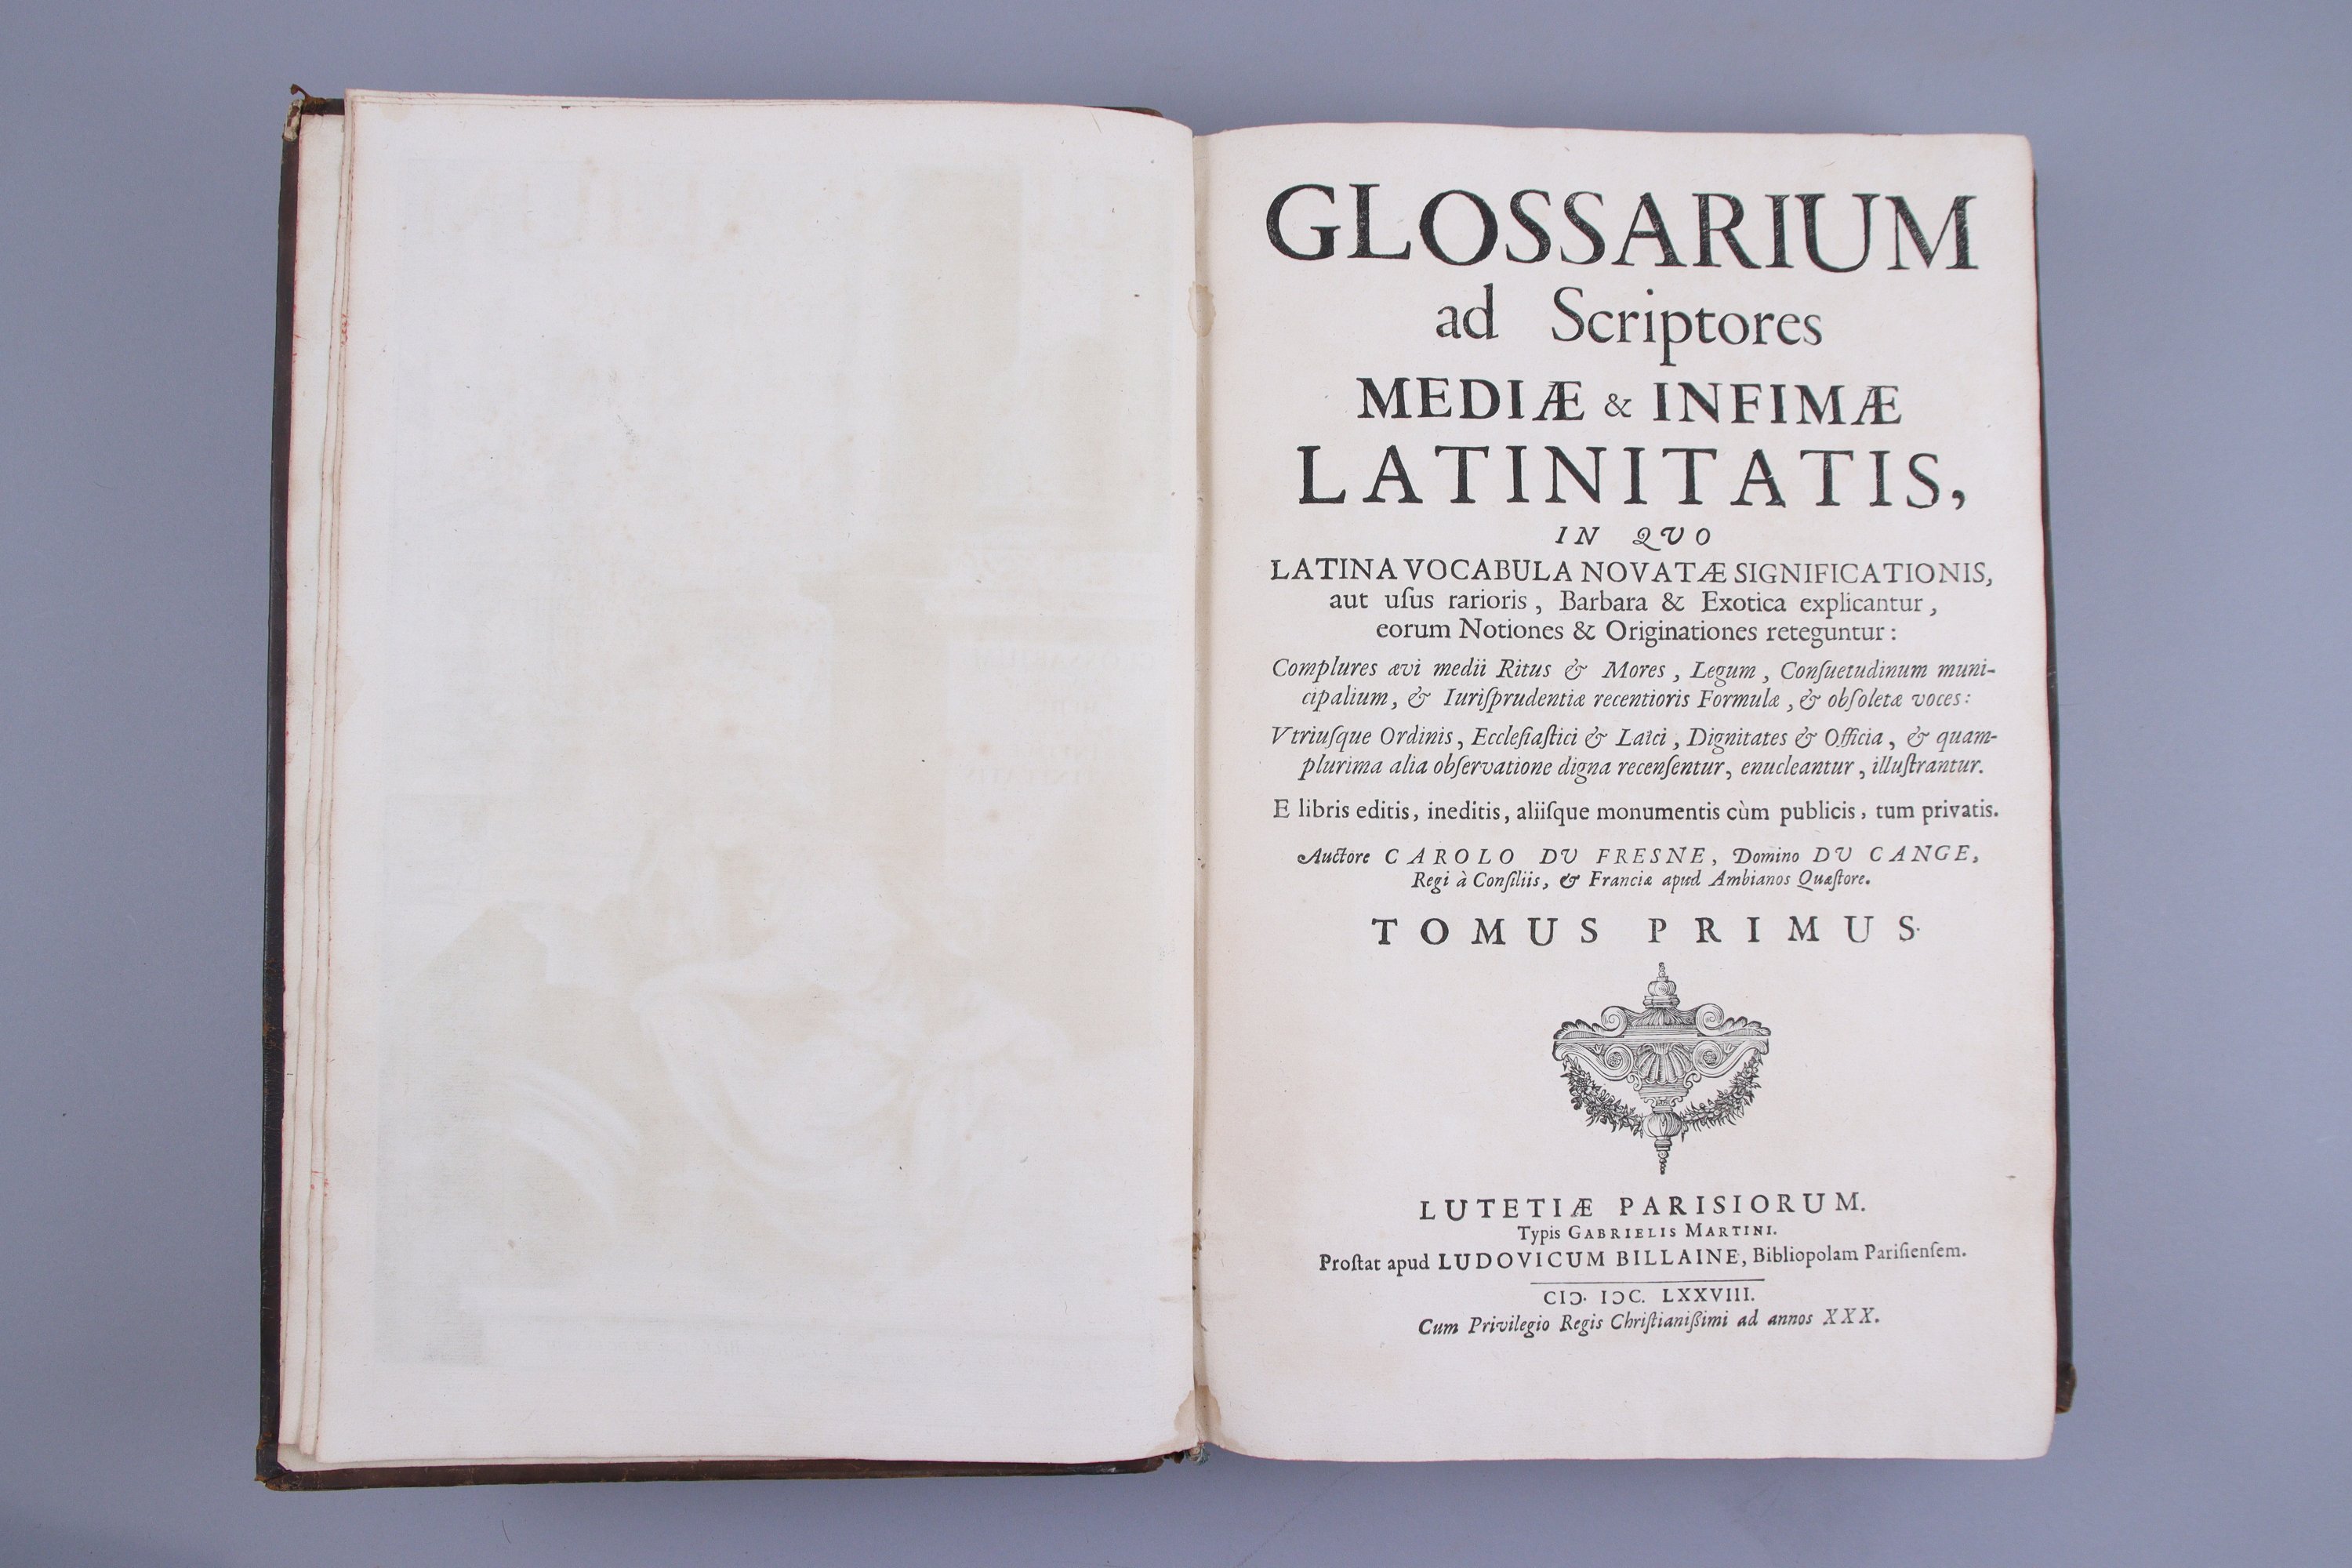 GLOSSARIUM
ad Scriptores
MEDIÆ & INFIMÆ
LATINITATIS,
IN QVO
LATINA VOCABULA NOVATÆ SIGNIFICATIONIS,
aut uſus rarioris, Barbara & Exotica explicantur,
eorum Notiones & Originationes reteguntur:
Complures ævi medii Ritus & Mores, Legum, Conſuetudinum muni-
cipalium, & Iuriſprudentiæ recentioris Formulæ, & obſoletæ voces:
Vtriuſque Ordinis, Eccleſiaſtici & Laïci, Dignitates & Officia, & quam-
plurima alia obſervatione digna recenſentur, enucleantur, illuſtrantur.
E libris editis, ineditis, aliiſque monumentis cùm publicis, tum privatis.
Auctore CAROLO DV FRESNE, Domino DV CANGE,
Regi à Conſiliis, & Franciæ apud Ambianos Quæſtore.
TOMUS PRIMUS.
LUTETIÆ PARISIORUM.
Typis GABRIELIS MARTINI.
Proſtat apud LUDOVICUM BILLAINE, Bibliopolam Pariſienſem.
CIↃ. IↃC. LXXVIII.
Cum Privilegio Regis Chriſtianißimi ad annos XXX.